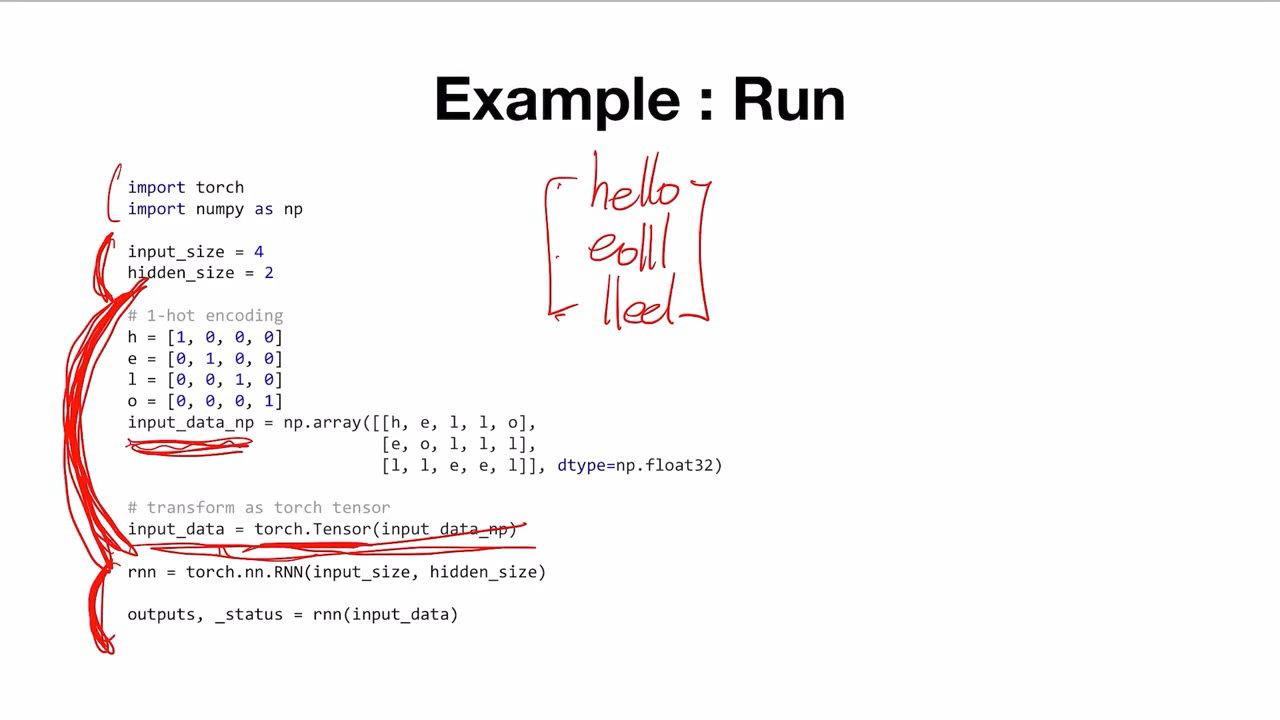 Example : Run
import torch
import numpy as np
input_size = 4
hidden_size = 2
# 1-hot encoding
h = [1, 0, 0, 0]
e = [0, 1, 0, 0]
l = [0, 0, 1, 0]
o = [0, 0, 0, 1]
input_data_np = np.array([[h, e, l, l, o],
[e, o, l, l, l],
[l, l, e, e, l]], dtype=np.float32)
# transform as torch tensor
input_data = torch.Tensor(input_data_np)
rnn = torch.nn.RNN(input_size, hidden_size)
outputs, _status = rnn(input_data)
hello
eolll
lleel